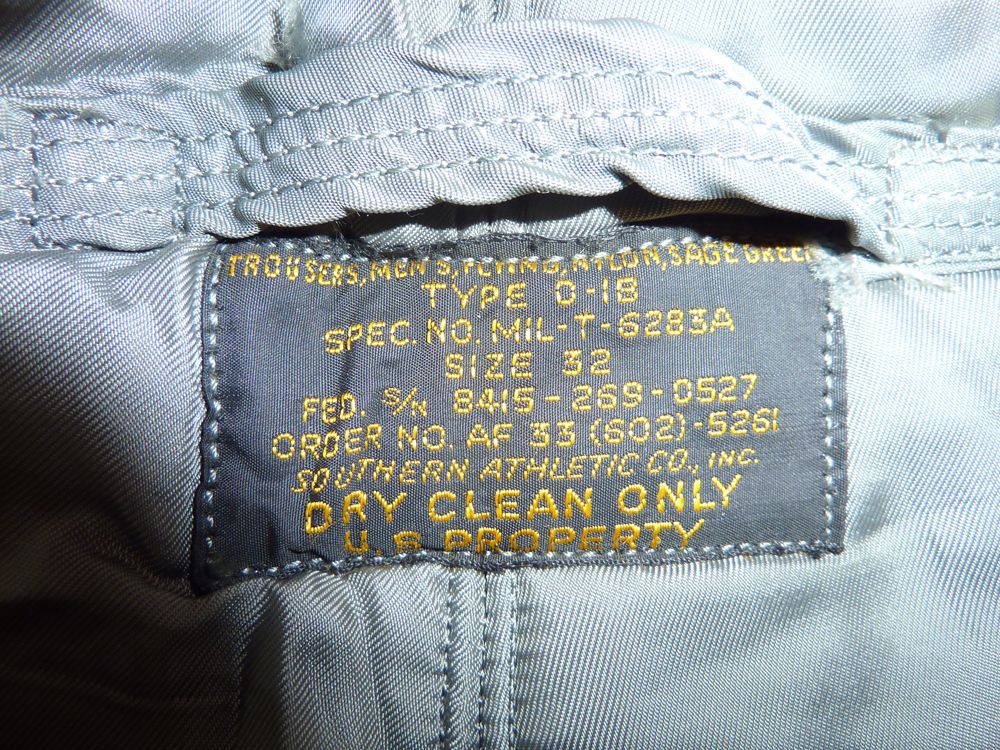 TROUSERS, MEN'S, FLYING, NYLON, SAGE GREEN
TYPE D-1B
SPEC. NO. MIL-T-6283A
SIZE 32
FED. S/N 8415-269-0527
ORDER NO. AF 33 (602)-5261
SOUTHERN ATHLETIC CO., INC.
DRY CLEAN ONLY
U.S PROPERTY